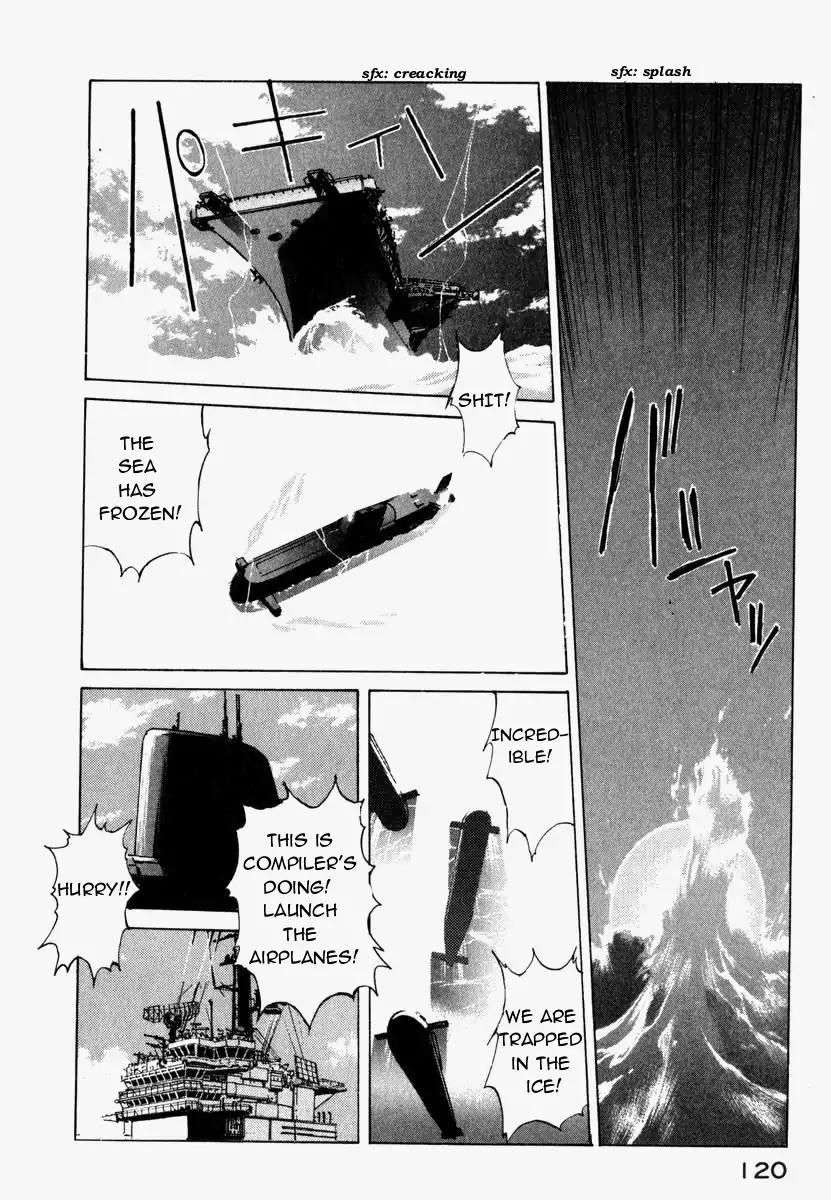 sfx: splash
バシャッ
sfx: creacking
パキィン
SHIT!
THE
SEA
HAS
FROZEN!
INCRED-
IBLE!
WE ARE
TRAPPED
IN THE
ICE!
THIS IS
COMPILER'S
DOING!
LAUNCH
THE
AIRPLANES!
HURRY!!
120